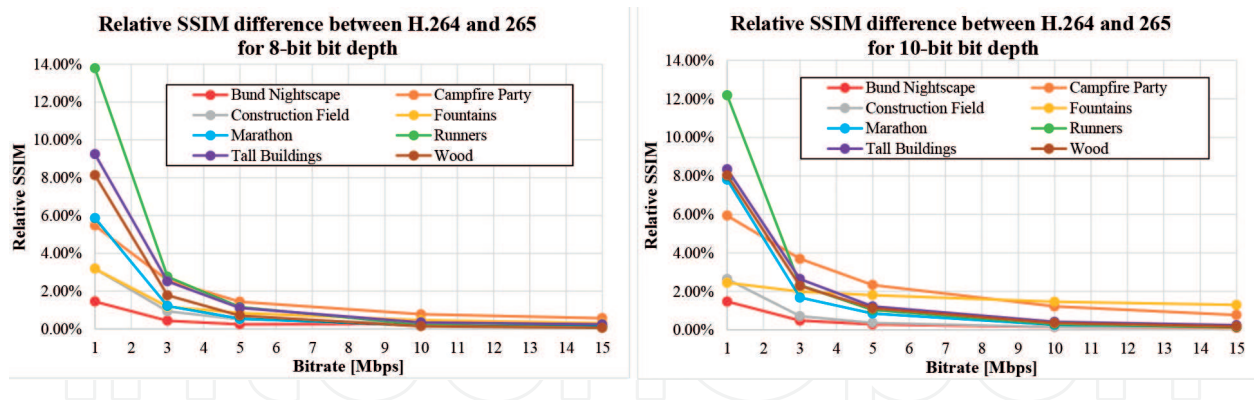 Relative SSIM difference between H.264 and 265
for 8-bit bit depth
14.00%
12.00%
10.00%
8.00%
6.00%
4.00%
2.00%
0.00%
Relative SSIM
Bund Nightscape
Campfire Party
Construction Field
Fountains
Marathon
Runners
Tall Buildings
Wood
1 2 3 4 5 6 7 8 9 10 11 12 13 14 15
Bitrate [Mbps]
Relative SSIM difference between H.264 and 265
for 10-bit bit depth
14.00%
12.00%
10.00%
8.00%
6.00%
4.00%
2.00%
0.00%
Relative SSIM
Bund Nightscape
Campfire Party
Construction Field
Fountains
Marathon
Runners
Tall Buildings
Wood
1 2 3 4 5 6 7 8 9 10 11 12 13 14 15
Bitrate [Mbps]